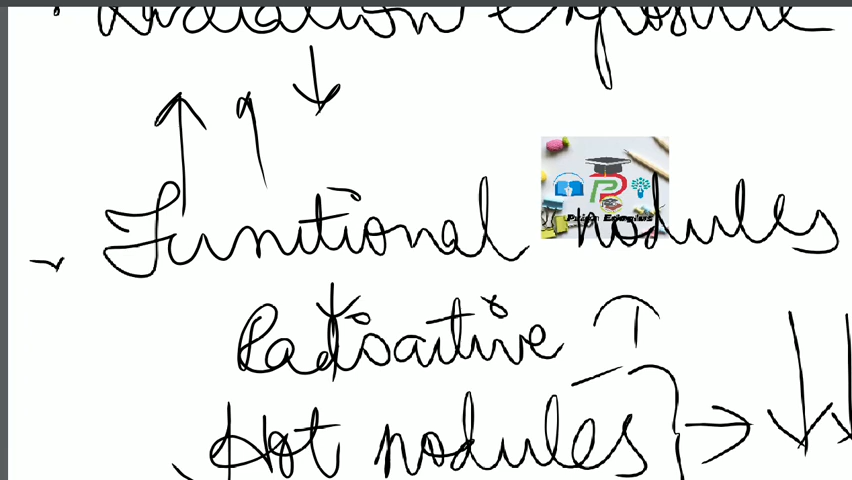 Radiation Exposure
↓
↑ ↑
Functional nodules
↓
Radioactive ↑
Hot nodules } → ↓↓